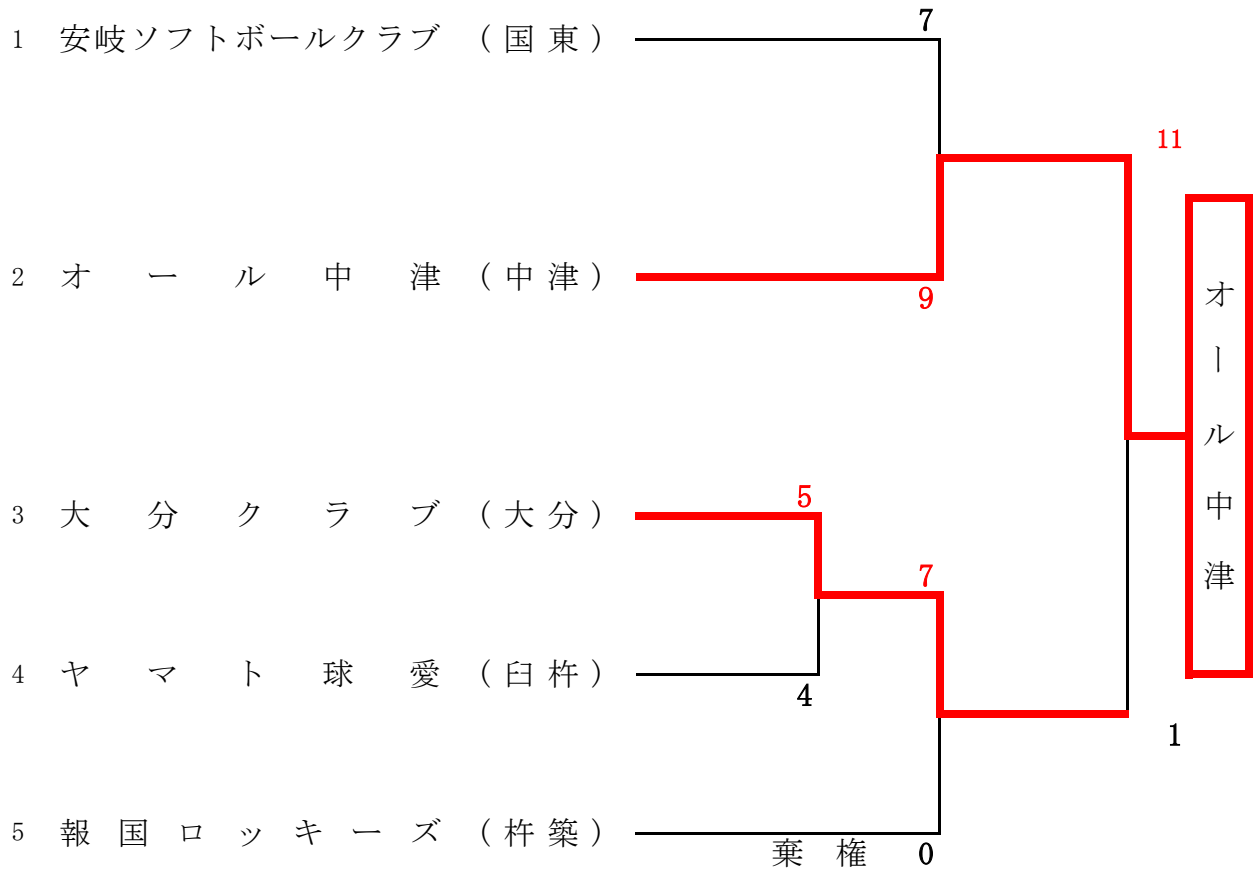 7
1 安岐ソフトボールクラブ (国東)
11
2 オール中津 (中津)
9
オール中津
5
3 大分クラブ (大分)
7
4 ヤマト球愛 (臼杵)
4
1
5 報国ロッキーズ (杵築)
棄権 0